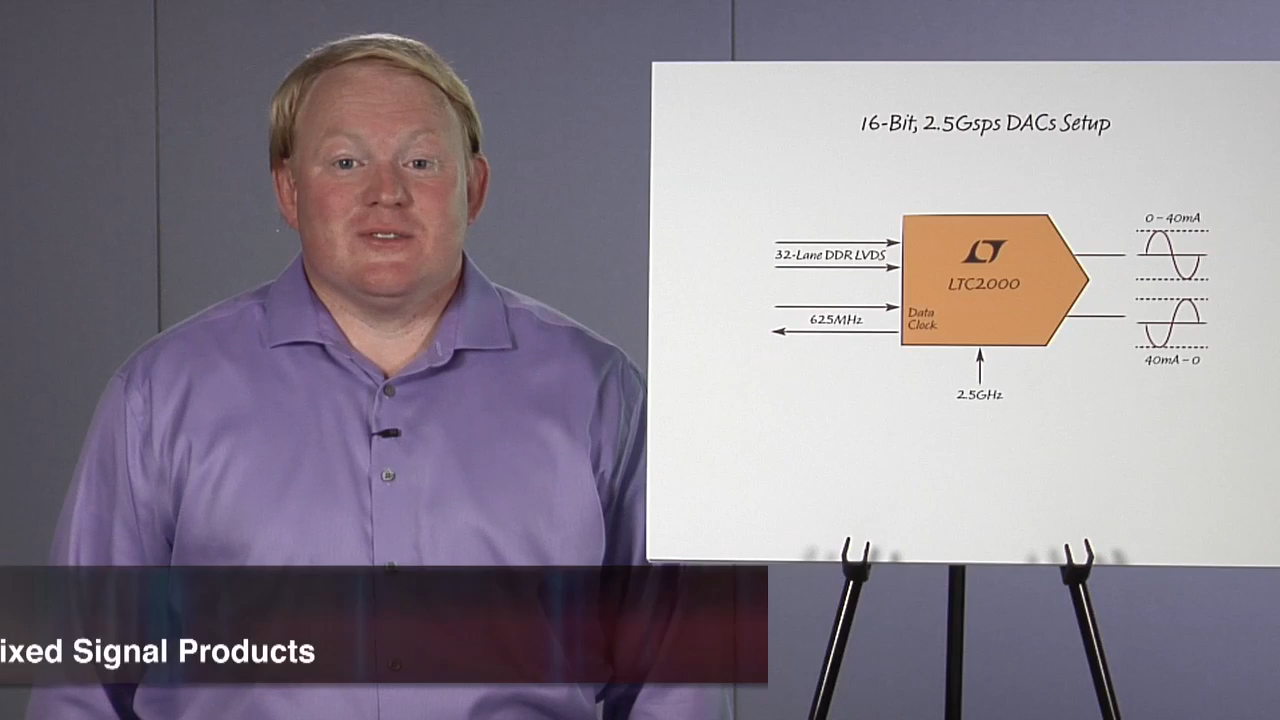 16-Bit, 2.5Gsps DACs Setup
0 - 40mA
32-Lane DDR LVDS
LTC2000
Data
Clock
625MHz
40mA - 0
2.5GHz
ixed Signal Products